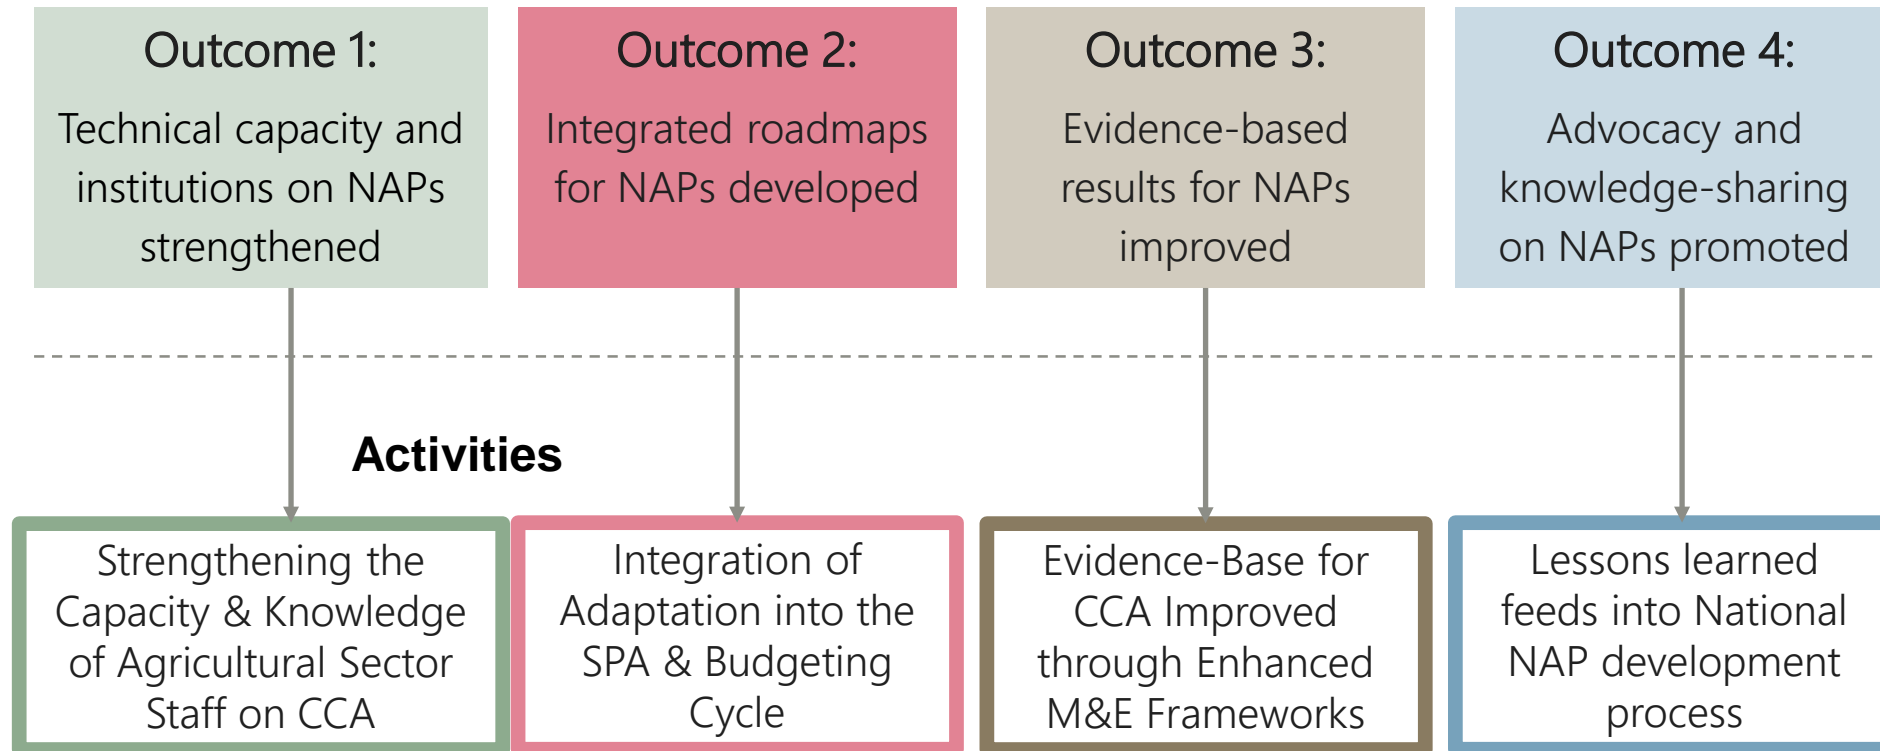 Outcome 1:
Technical capacity and
institutions on NAPs
strengthened
Outcome 2:
Integrated roadmaps
for NAPs developed
Outcome 3:
Evidence-based
results for NAPs
improved
Outcome 4:
Advocacy and
knowledge-sharing
on NAPs promoted
Activities
Strengthening the
Capacity & Knowledge
of Agricultural Sector
Staff on CCA
Integration of
Adaptation into the
SPA & Budgeting
Cycle
Evidence-Base for
CCA Improved
through Enhanced
M&E Frameworks
Lessons learned
feeds into National
NAP development
process